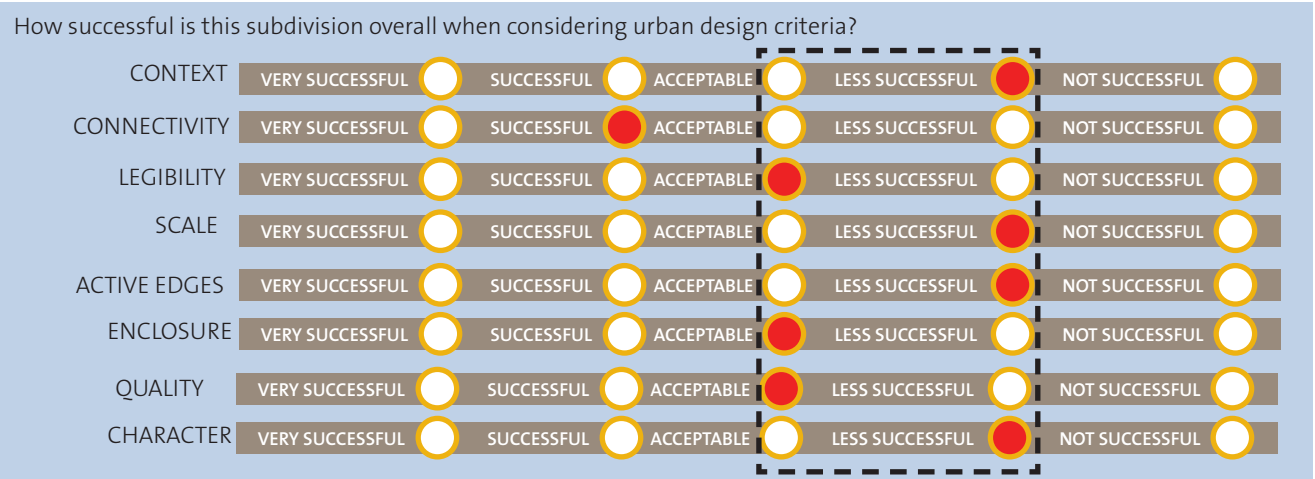 How successful is this subdivision overall when considering urban design criteria?
CONTEXT VERY SUCCESSFUL SUCCESSFUL ACCEPTABLE LESS SUCCESSFUL NOT SUCCESSFUL
CONNECTIVITY VERY SUCCESSFUL SUCCESSFUL ACCEPTABLE LESS SUCCESSFUL NOT SUCCESSFUL
LEGIBILITY VERY SUCCESSFUL SUCCESSFUL ACCEPTABLE LESS SUCCESSFUL NOT SUCCESSFUL
SCALE VERY SUCCESSFUL SUCCESSFUL ACCEPTABLE LESS SUCCESSFUL NOT SUCCESSFUL
ACTIVE EDGES VERY SUCCESSFUL SUCCESSFUL ACCEPTABLE LESS SUCCESSFUL NOT SUCCESSFUL
ENCLOSURE VERY SUCCESSFUL SUCCESSFUL ACCEPTABLE LESS SUCCESSFUL NOT SUCCESSFUL
QUALITY VERY SUCCESSFUL SUCCESSFUL ACCEPTABLE LESS SUCCESSFUL NOT SUCCESSFUL
CHARACTER VERY SUCCESSFUL SUCCESSFUL ACCEPTABLE LESS SUCCESSFUL NOT SUCCESSFUL